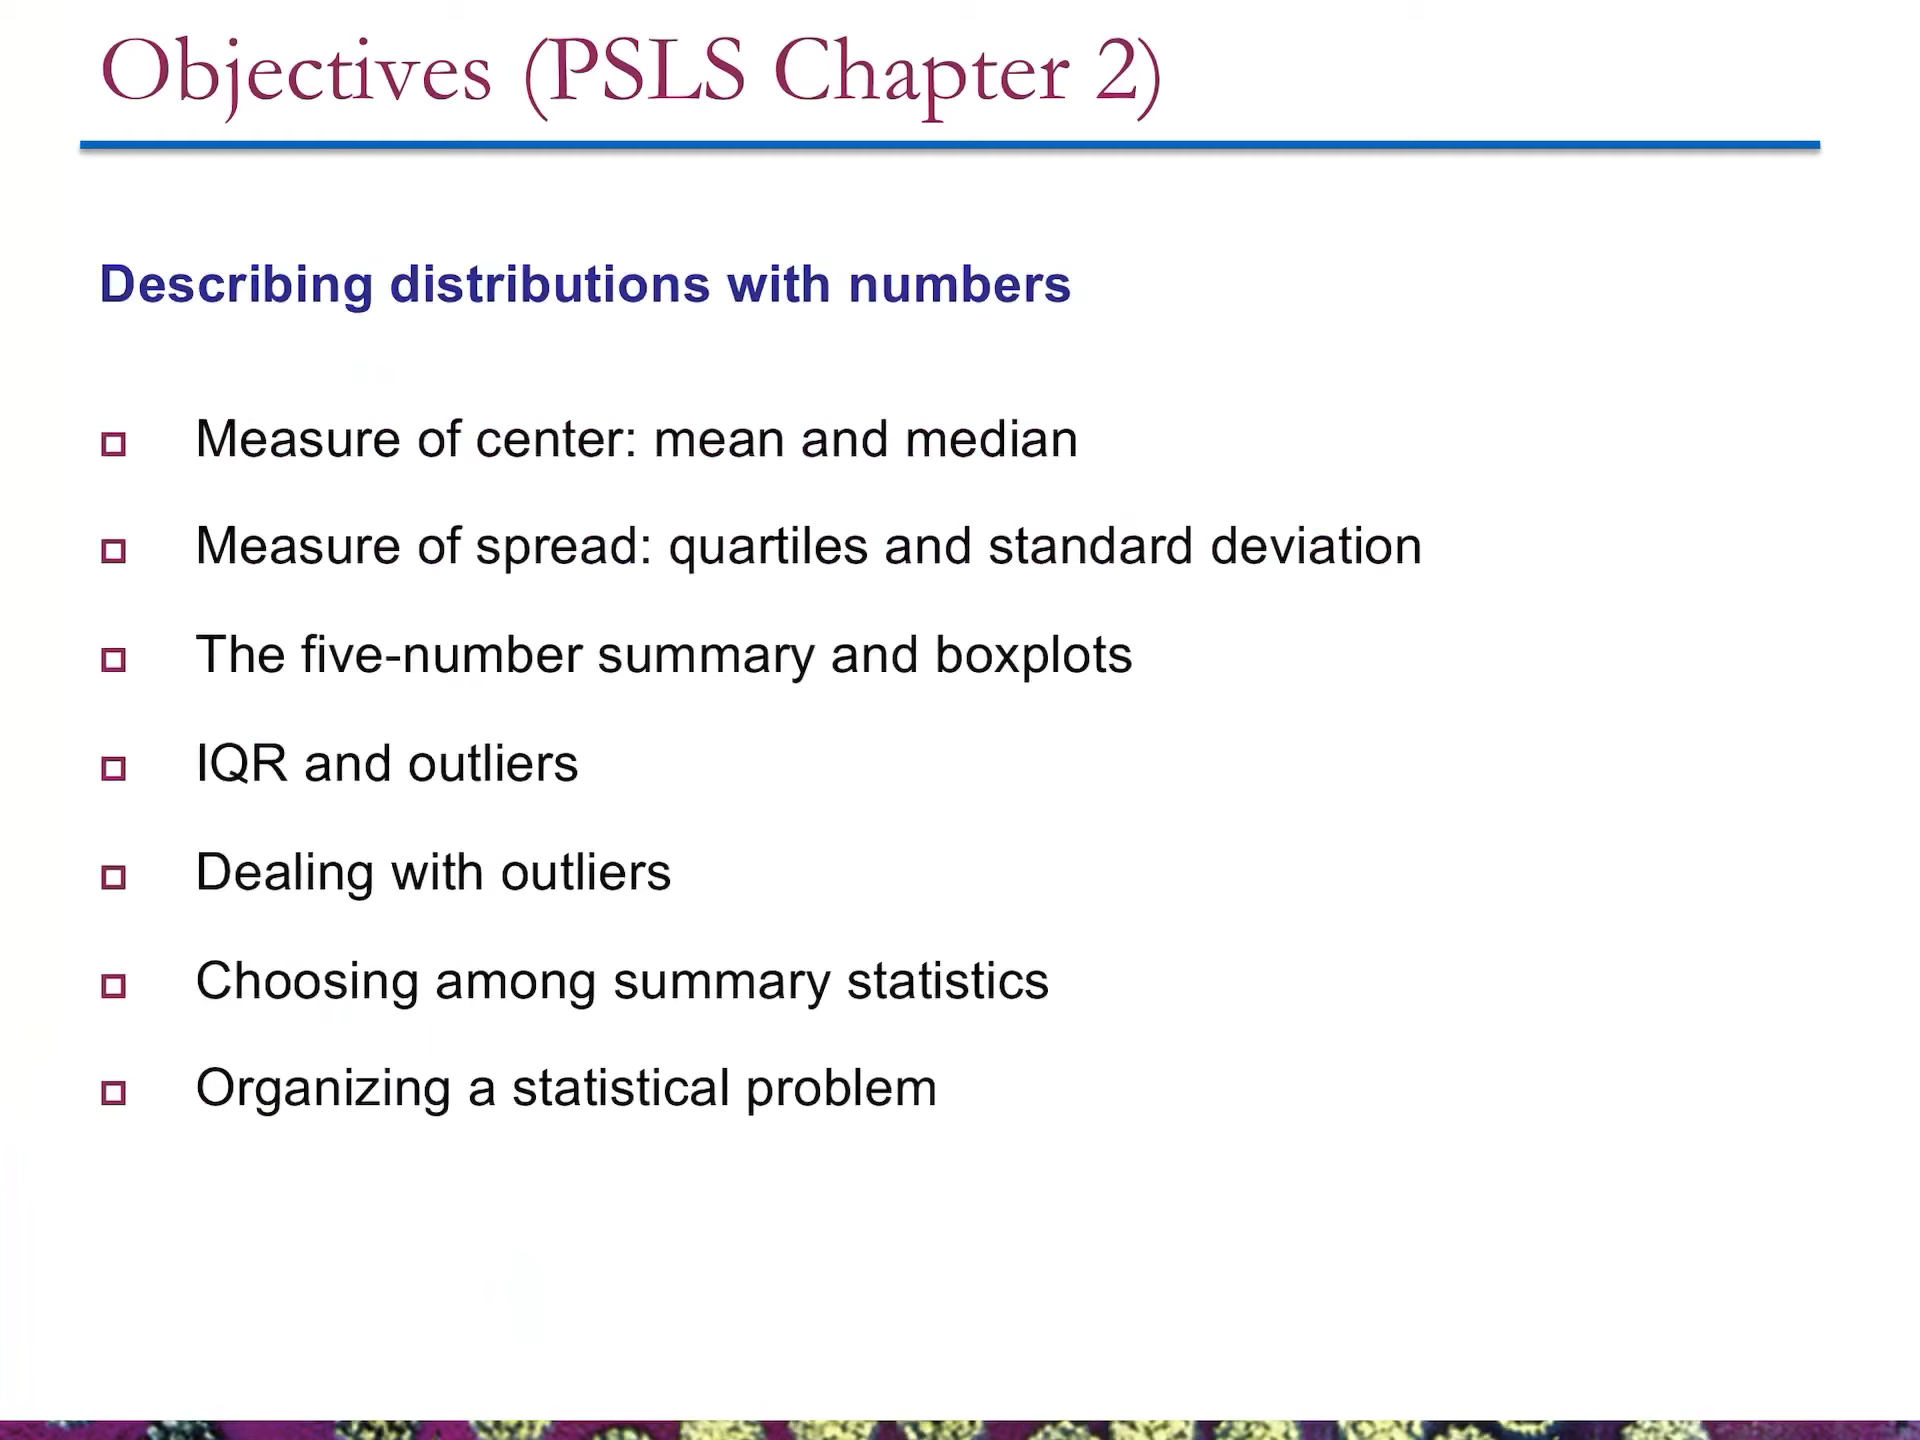 Objectives (PSLS Chapter 2)
Describing distributions with numbers
Measure of center: mean and median
Measure of spread: quartiles and standard deviation
The five-number summary and boxplots
IQR and outliers
Dealing with outliers
Choosing among summary statistics
Organizing a statistical problem